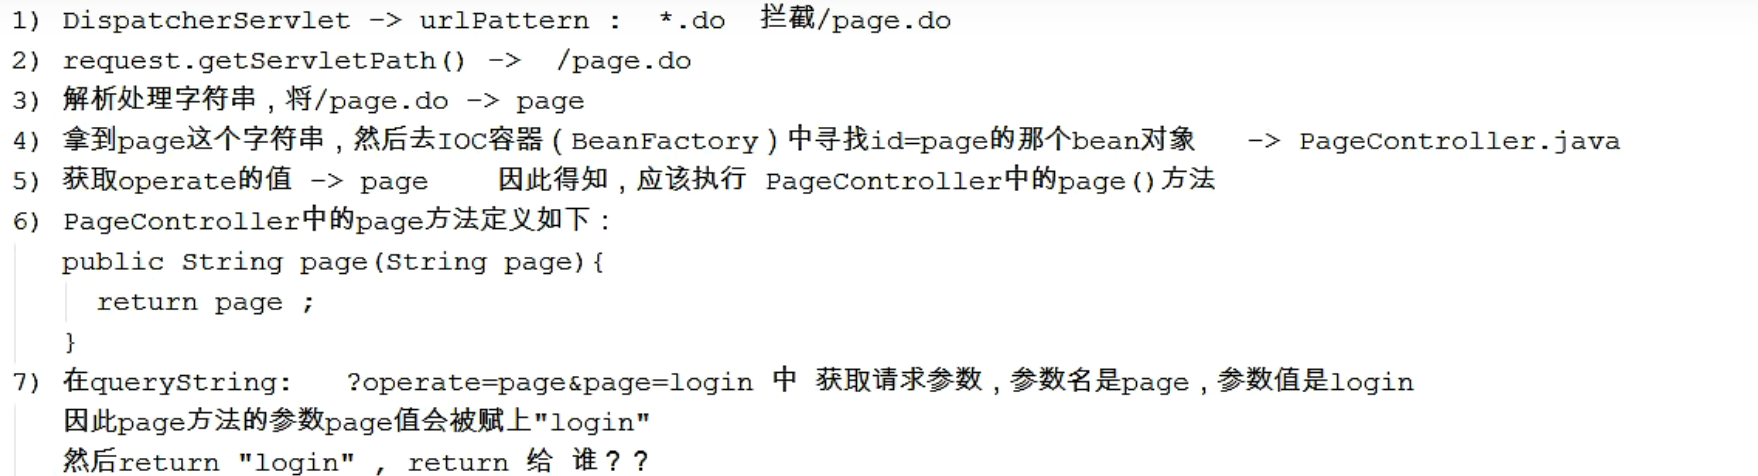 1) DispatcherServlet -> urlPattern :  *.do  拦截/page.do
2) request.getServletPath() ->  /page.do
3) 解析处理字符串，将/page.do -> page
4) 拿到page这个字符串，然后去IOC容器（BeanFactory）中寻找id=page的那个bean对象   -> PageController.java
5) 获取operate的值 -> page    因此得知，应该执行 PageController中的page()方法
6) PageController中的page方法定义如下：
public String page(String page){
  return page ;
}
7) 在queryString:   ?operate=page&page=login 中 获取请求参数，参数名是page，参数值是login
因此page方法的参数page值会被赋上"login"
然后return "login" , return 给 谁？？